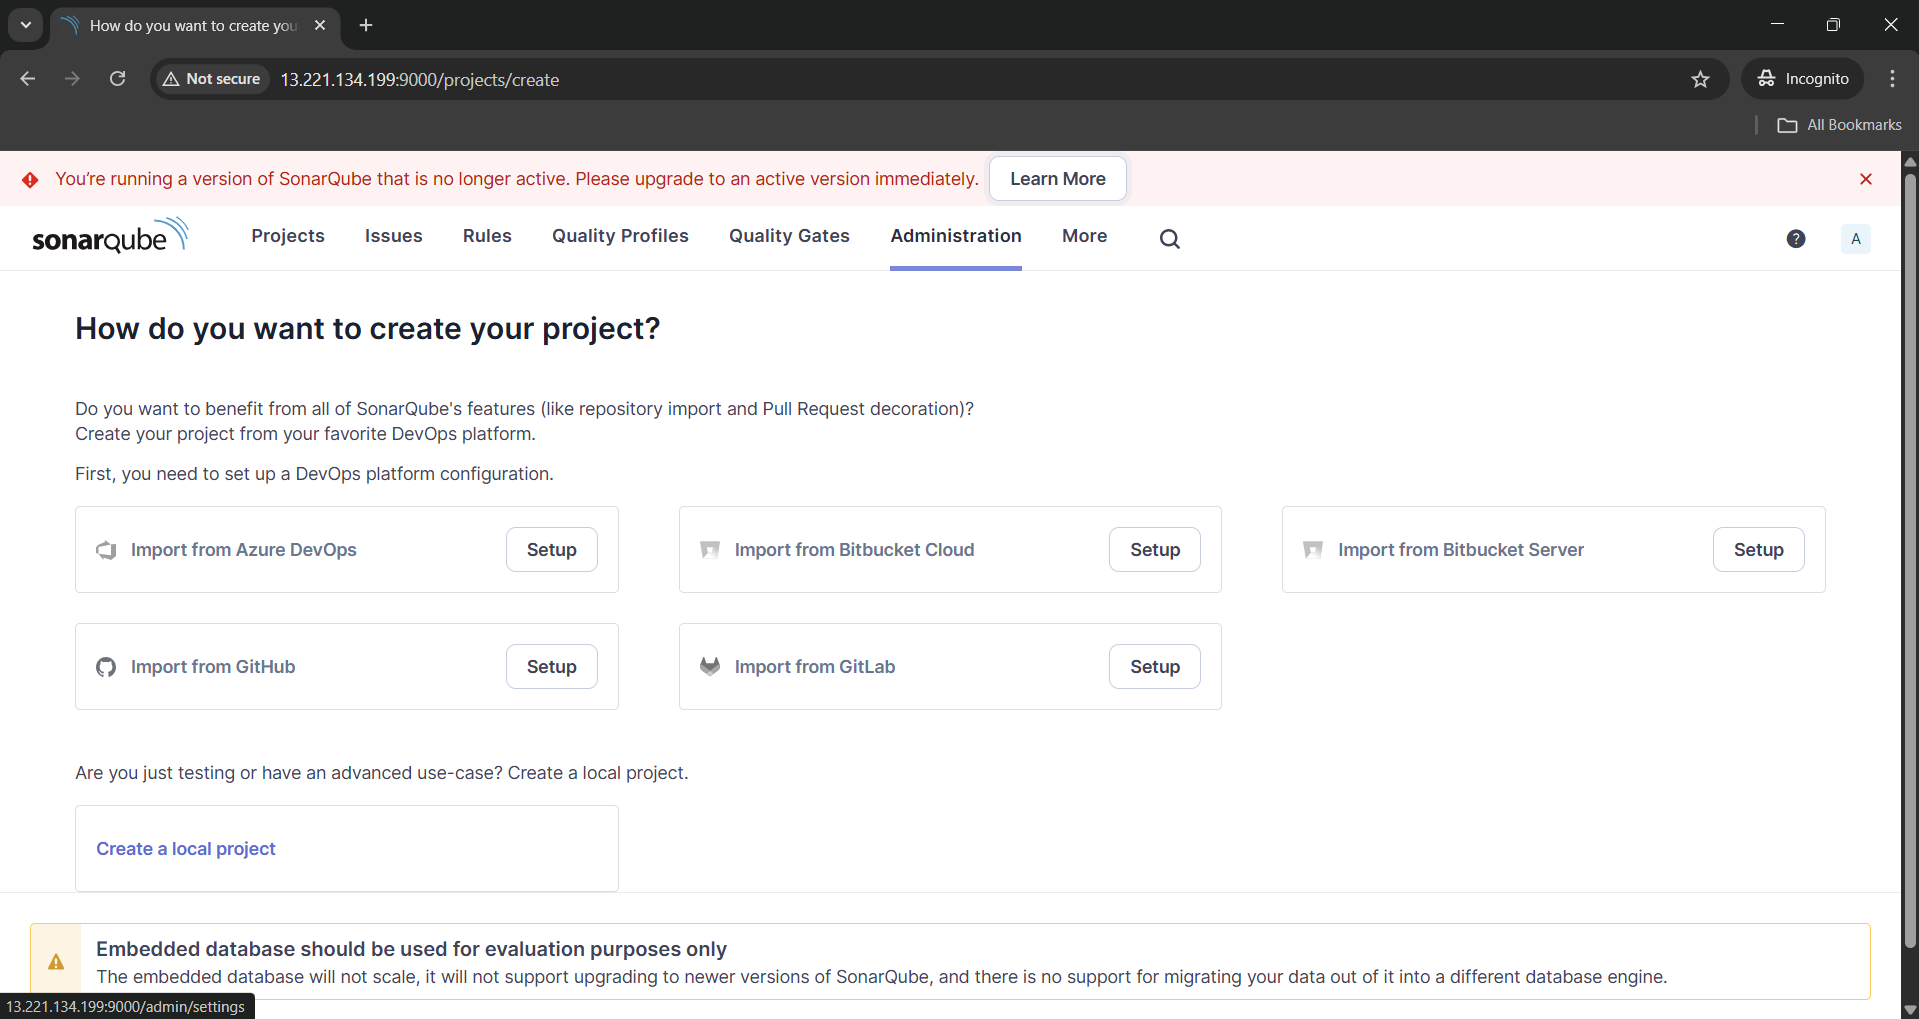 How do you want to create you
Not secure
13.221.134.199:9000/projects/create
Incognito
All Bookmarks
You're running a version of SonarQube that is no longer active. Please upgrade to an active version immediately.
Learn More
sonarqube
Projects
Issues
Rules
Quality Profiles
Quality Gates
Administration
More
?
A
How do you want to create your project?
Do you want to benefit from all of SonarQube's features (like repository import and Pull Request decoration)?
Create your project from your favorite DevOps platform.
First, you need to set up a DevOps platform configuration.
Import from Azure DevOps
Setup
Import from Bitbucket Cloud
Setup
Import from Bitbucket Server
Setup
Import from GitHub
Setup
Import from GitLab
Setup
Are you just testing or have an advanced use-case? Create a local project.
Create a local project
Embedded database should be used for evaluation purposes only
The embedded database will not scale, it will not support upgrading to newer versions of SonarQube, and there is no support for migrating your data out of it into a different database engine.
13.221.134.199:9000/admin/settings